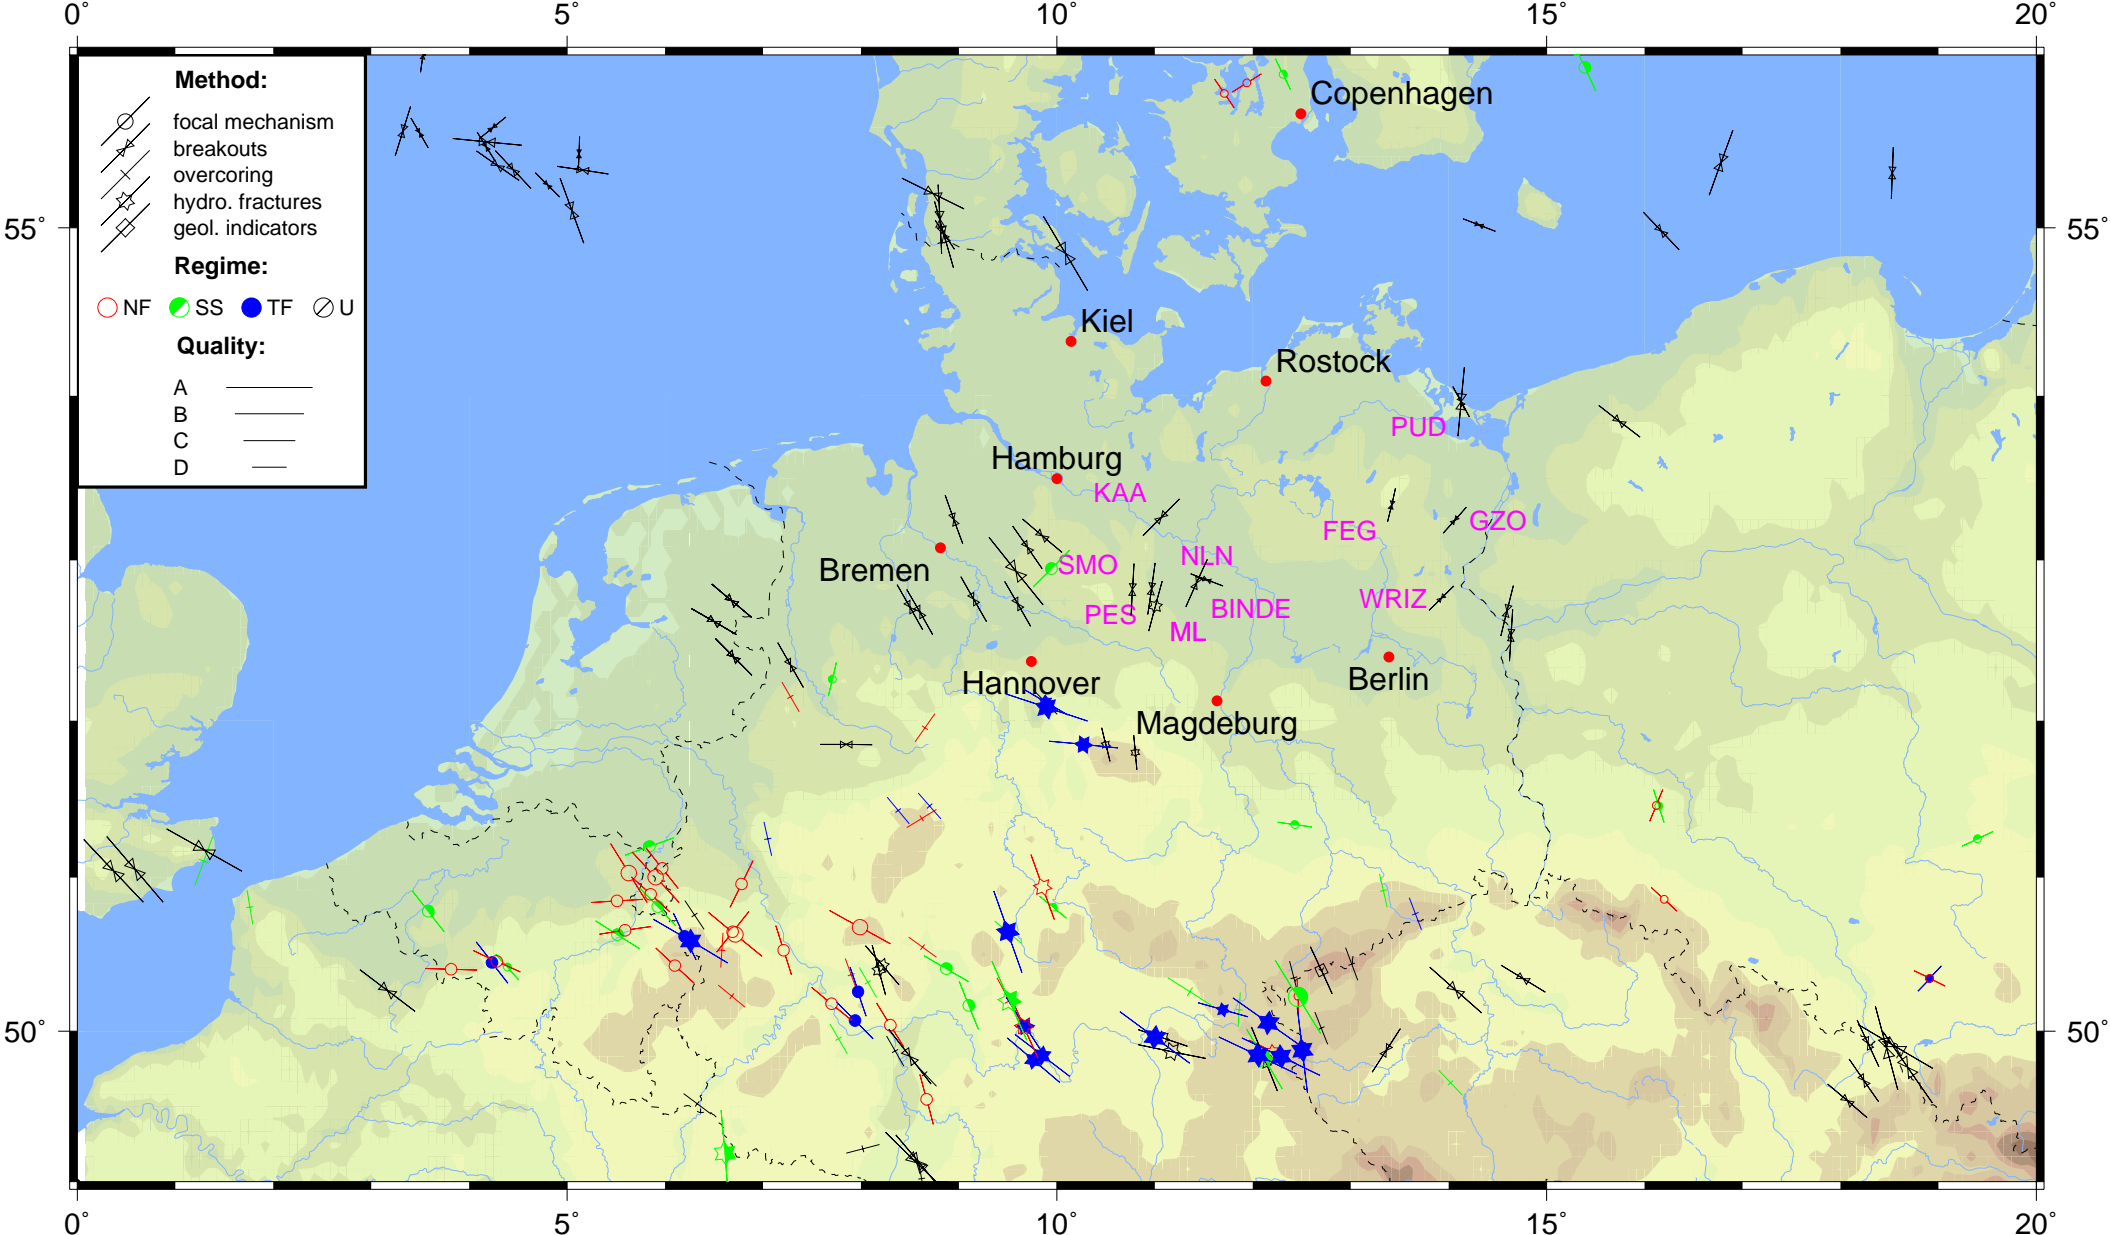 0° 5° 10° 15° 20°
Method:
focal mechanism
breakouts
overcoring
hydro. fractures
geol. indicators
Regime:
NF SS TF U
Quality:
A
B
C
D
Copenhagen
55° 55°
Kiel
Rostock
PUD
Hamburg
KAA
GZO
FEG
NLN
SMO
Bremen
WRIZ
BINDE
PES
ML
Berlin
Hannover
Magdeburg
50° 50°
0° 5° 10° 15° 20°